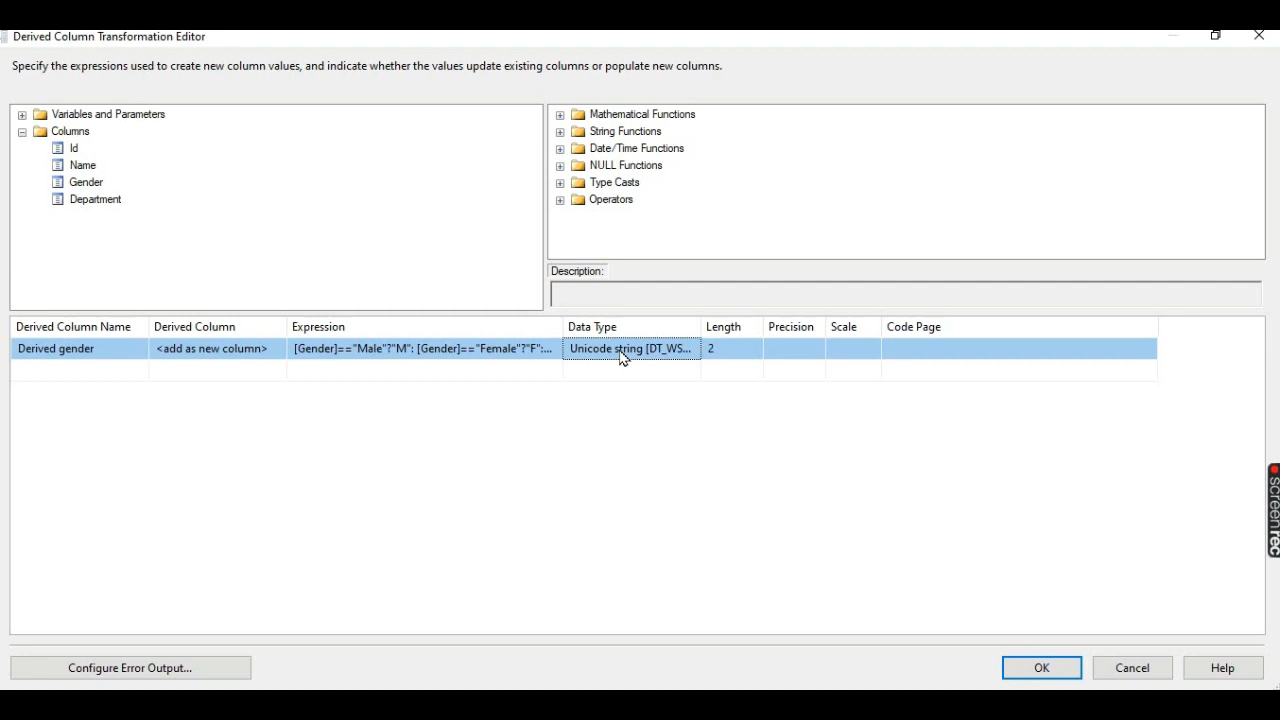 Derived Column Transformation Editor
Specify the expressions used to create new column values, and indicate whether the values update existing columns or populate new columns.
Variables and Parameters
Columns
Id
Name
Gender
Department
Mathematical Functions
String Functions
Date/Time Functions
NULL Functions
Type Casts
Operators
Description:
Derived Column Name Derived Column Expression Data Type Length Precision Scale Code Page
Derived gender <add as new column> [Gender]=="Male"?"M": [Gender]=="Female"?"F":... Unicode string [DT_WS... 2
Configure Error Output... OK Cancel Help
screenrec